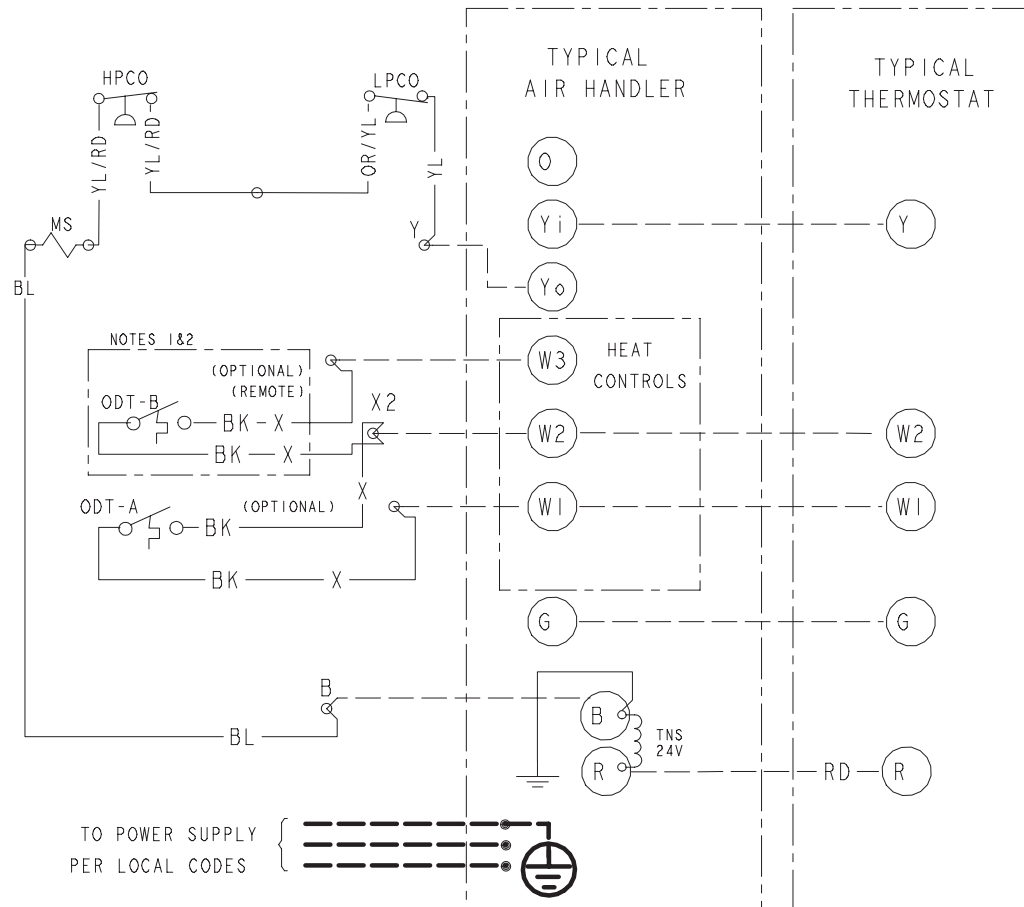 TYPICAL
AIR HANDLER
TYPICAL
THERMOSTAT
HPCO
LPCO
YL/RD
YL/RD
OR/YL
YL
O
MS
Y
Yi
Y
BL
Yo
NOTES 1&2
(OPTIONAL)
(REMOTE)
W3
HEAT
CONTROLS
ODT-B
BK-X
X2
BK X
W2
W2
X
ODT-A
(OPTIONAL)
BK
W1
W1
BK X
G
G
B
B
BL
TNS
24V
R
RD
R
TO POWER SUPPLY
PER LOCAL CODES